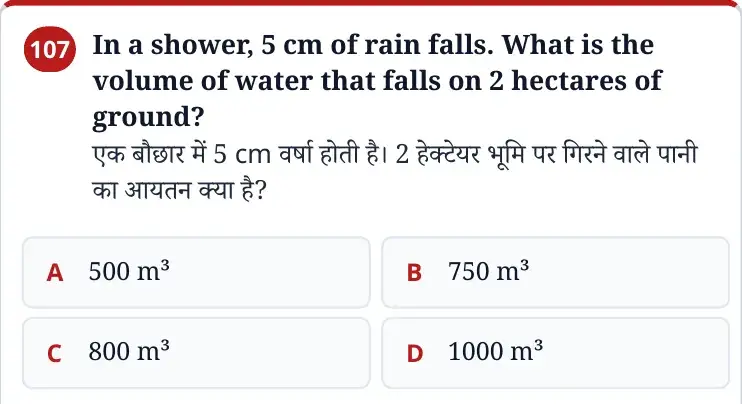 107 In a shower, 5 cm of rain falls. What is the
volume of water that falls on 2 hectares of
ground?
एक बौछार में 5 cm वर्षा होती है। 2 हेक्टेयर भूमि पर गिरने वाले पानी
का आयतन क्या है?
A 500 m³ B 750 m³
C 800 m³ D 1000 m³